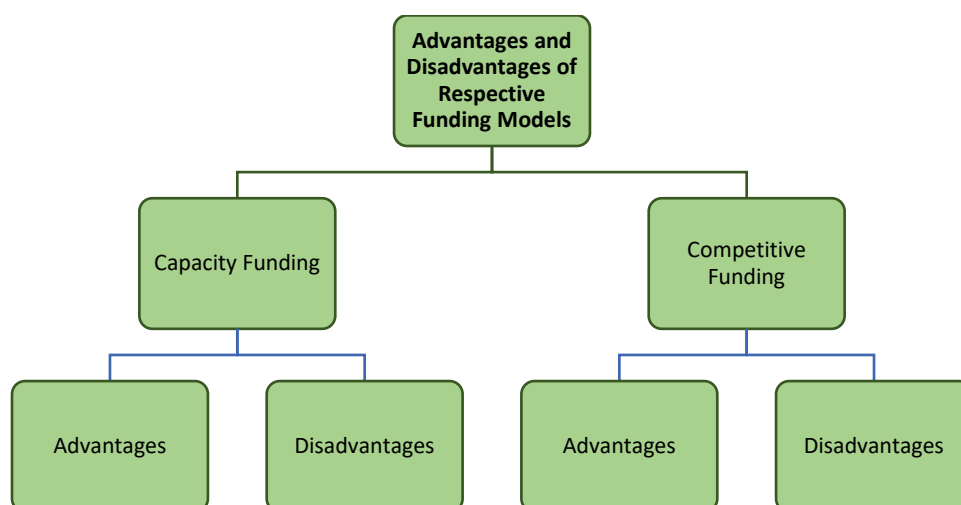 Advantages and
Disadvantages of
Respective
Funding Models
Capacity Funding
Competitive
Funding
Advantages
Disadvantages
Advantages
Disadvantages